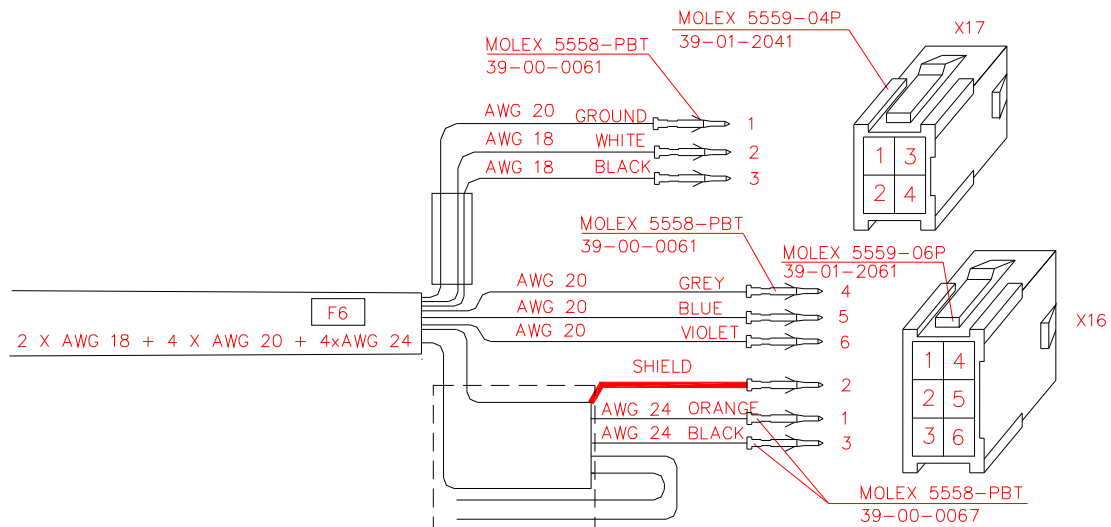 MOLEX 5559-04P
39-01-2041
X17
MOLEX 5558-PBT
39-00-0061
AWG 20 GROUND 1
AWG 18 WHITE 2
AWG 18 BLACK 3
1 3
2 4
MOLEX 5558-PBT
39-00-0061
MOLEX 5559-06P
39-01-2061
AWG 20 GREY 4
AWG 20 BLUE 5
AWG 20 VIOLET 6
F6
2 X AWG 18 + 4 X AWG 20 + 4xAWG 24
X16
SHIELD 2
AWG 24 ORANGE 1
AWG 24 BLACK 3
1 4
2 5
3 6
MOLEX 5558-PBT
39-00-0067